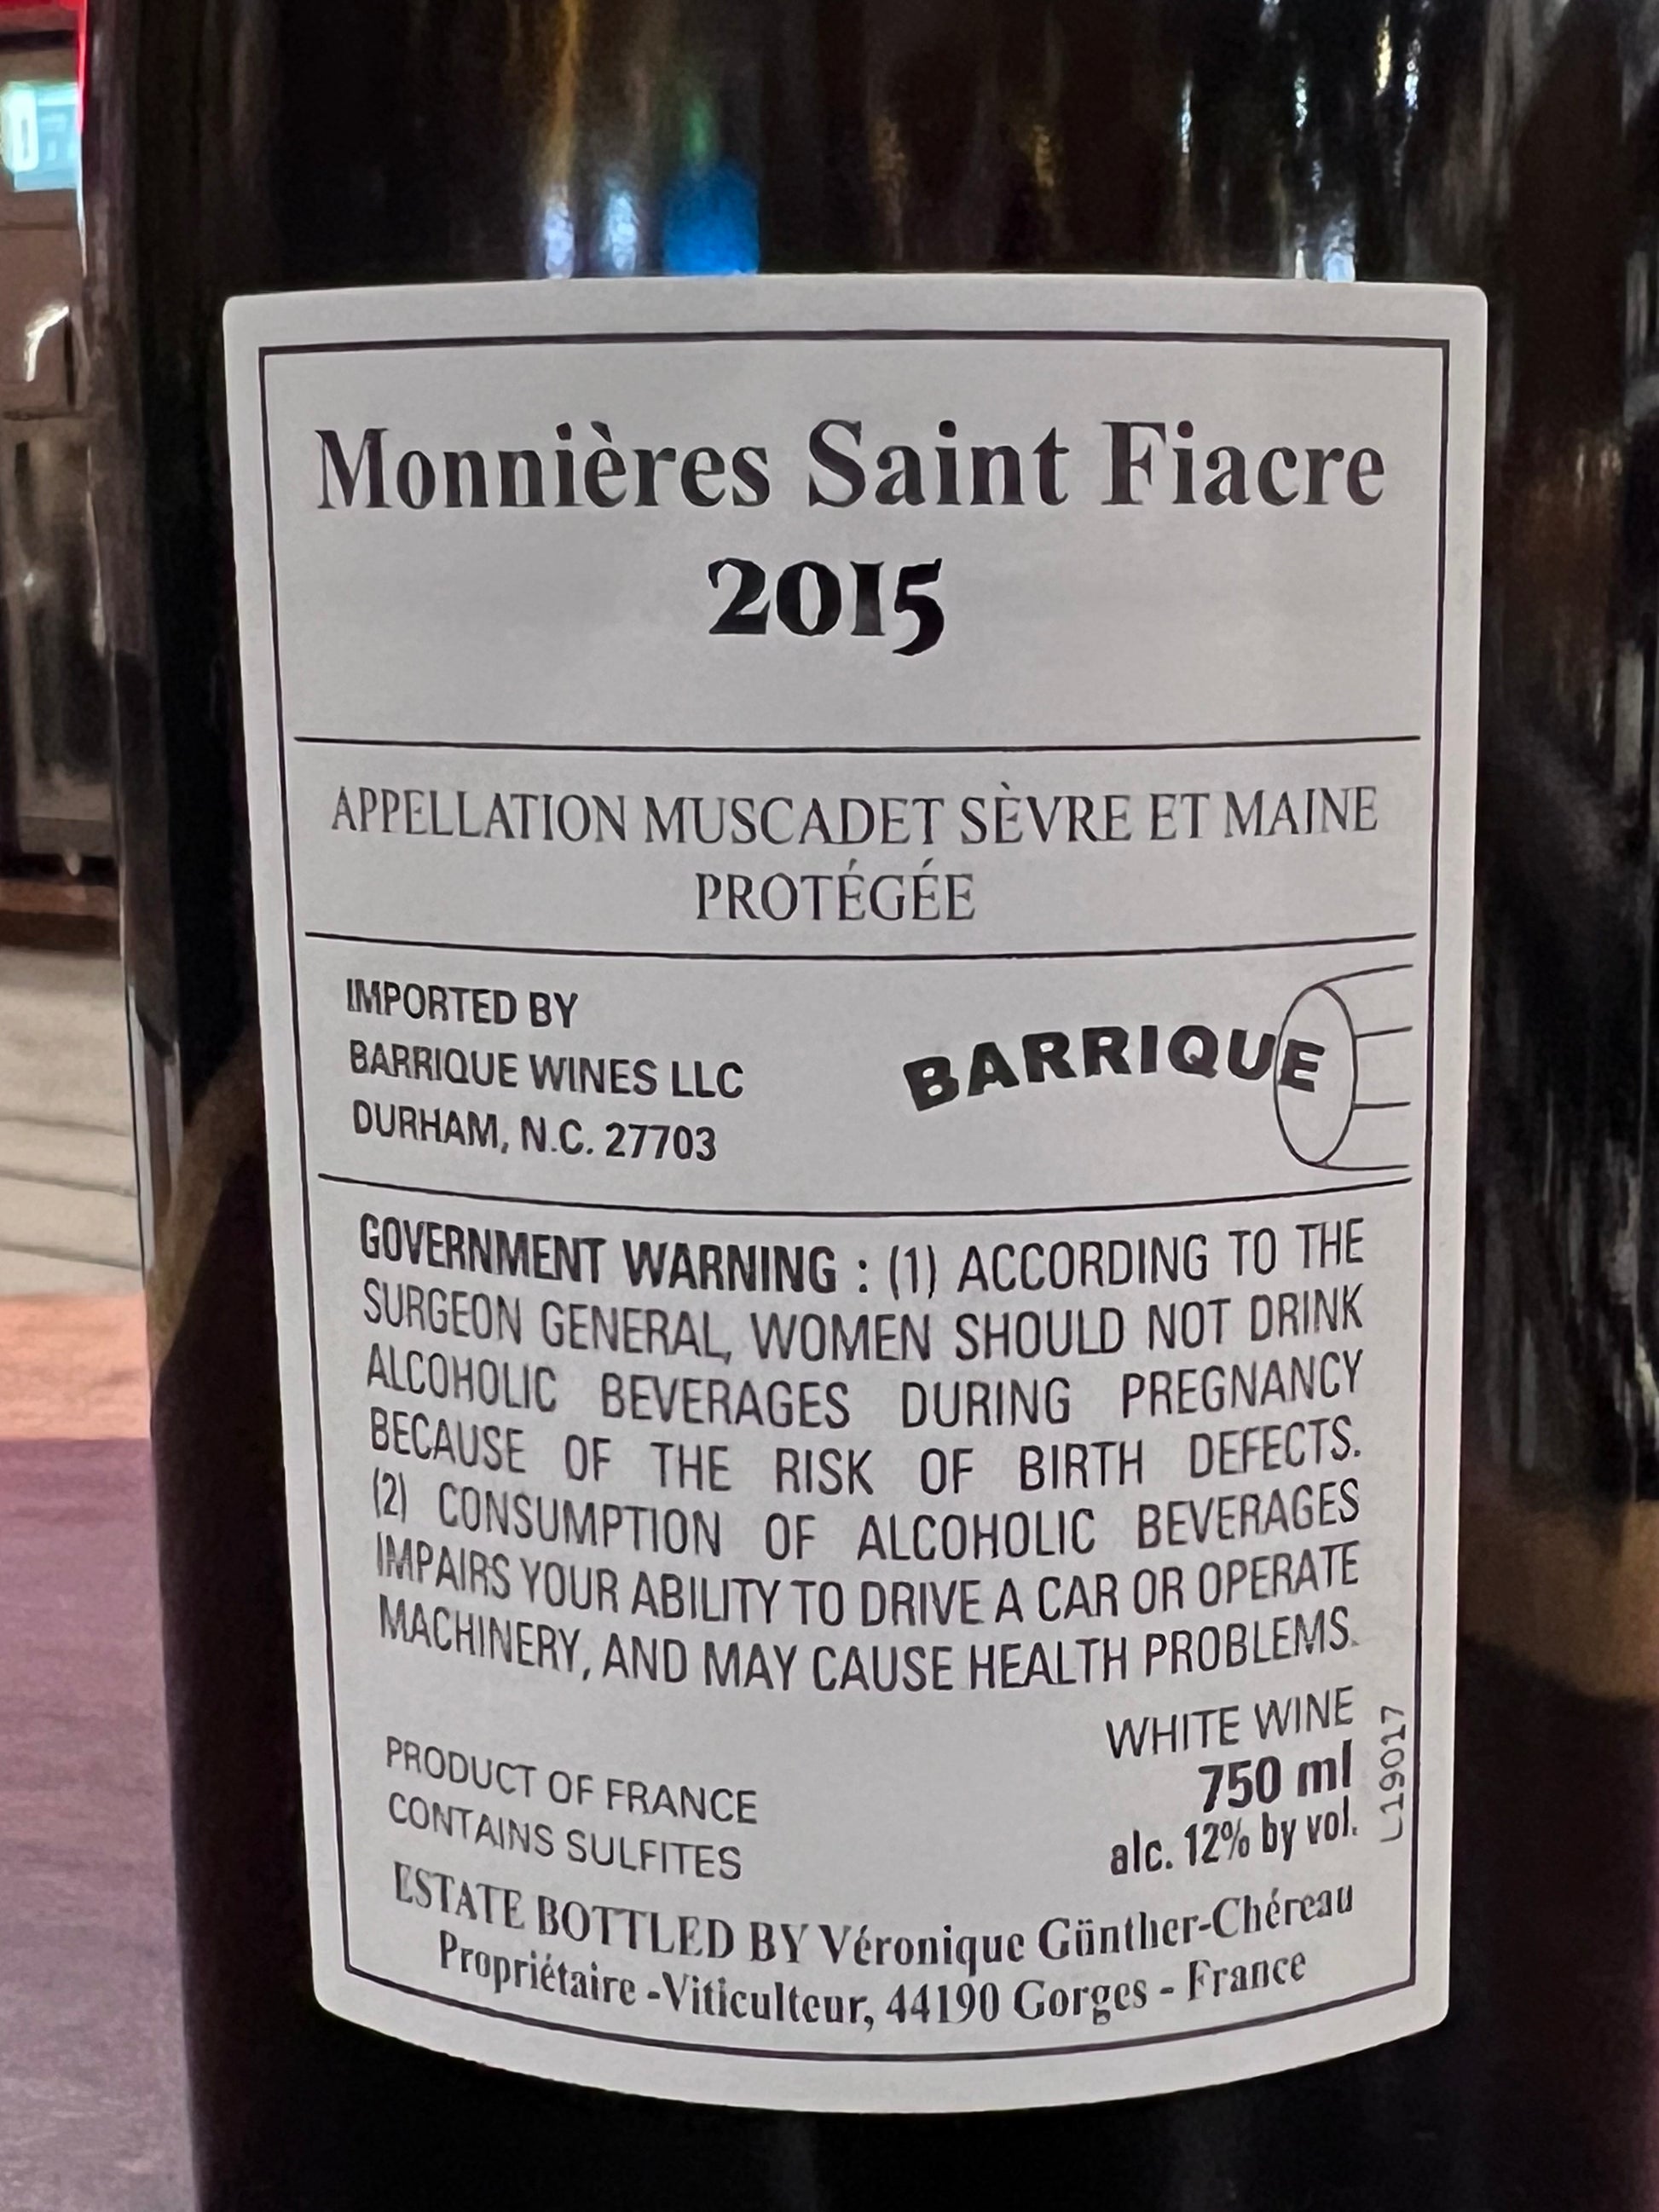 Monnières Saint Fiacre
2015
APPELLATION MUSCADET SÈVRE ET MAINE
PROTÉGÉE
IMPORTED BY
BARRIQUE WINES LLC
DURHAM, N.C. 27703
BARRIQUE
GOVERNMENT WARNING : (1) ACCORDING TO THE
SURGEON GENERAL, WOMEN SHOULD NOT DRINK
ALCOHOLIC BEVERAGES DURING PREGNANCY
BECAUSE OF THE RISK OF BIRTH DEFECTS.
(2) CONSUMPTION OF ALCOHOLIC BEVERAGES
IMPAIRS YOUR ABILITY TO DRIVE A CAR OR OPERATE
MACHINERY, AND MAY CAUSE HEALTH PROBLEMS.
PRODUCT OF FRANCE
CONTAINS SULFITES
WHITE WINE
750 ml
alc. 12% by vol.
L19017
ESTATE BOTTLED BY Véronique Günther-Chéreau
Propriétaire -Viticulteur, 44190 Gorges - France